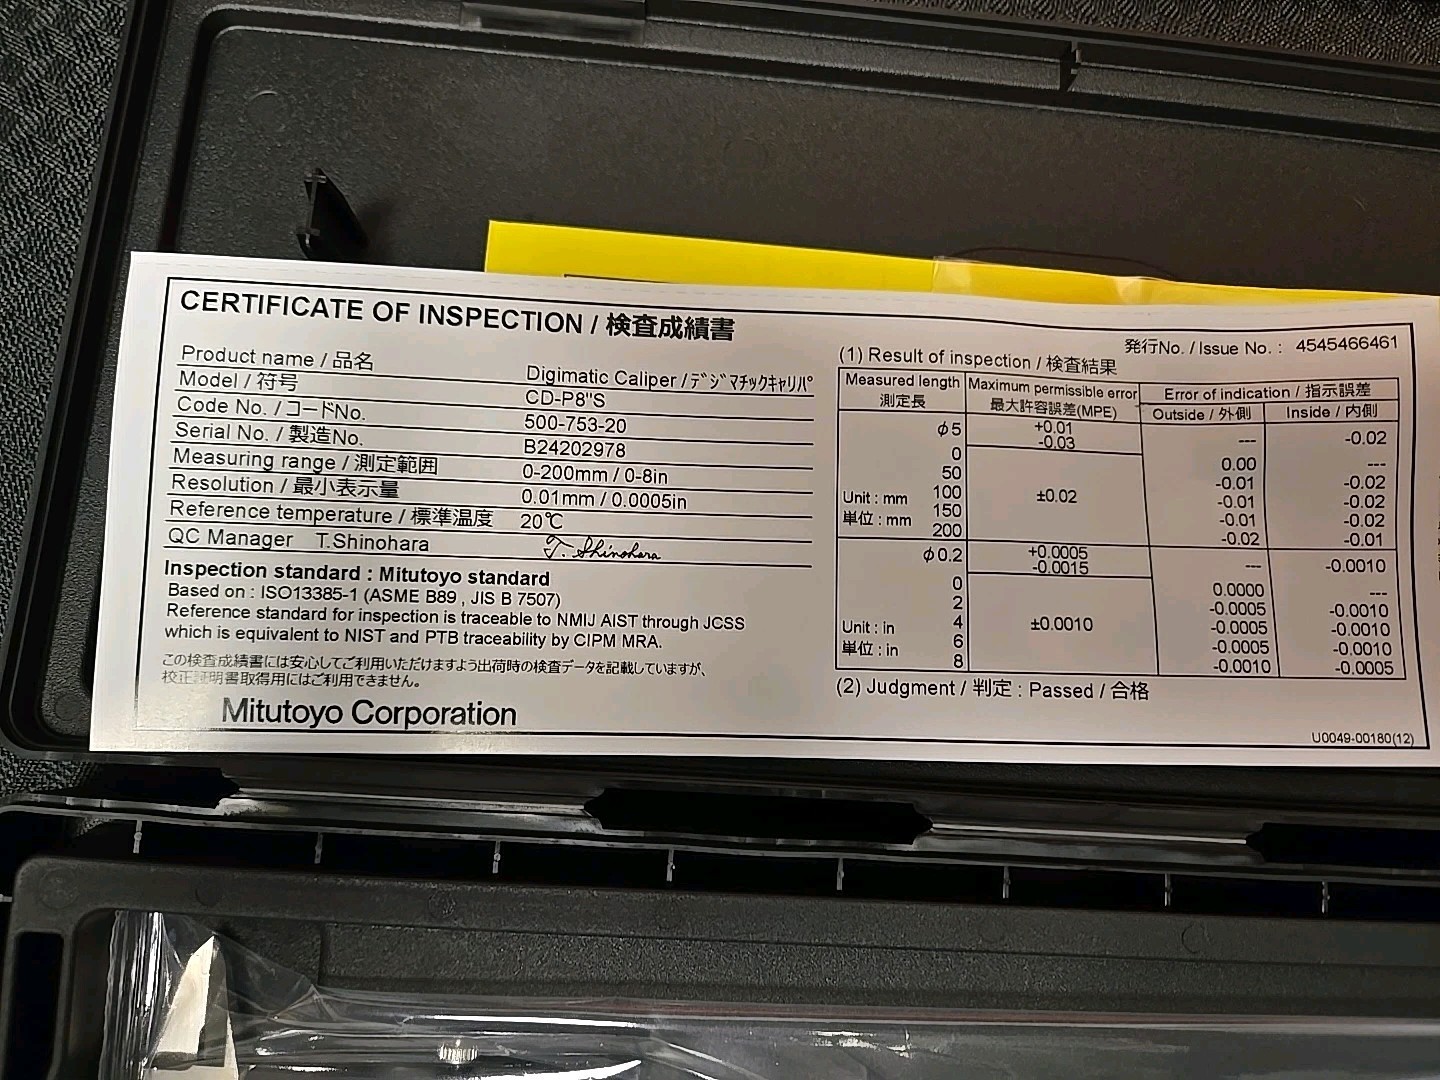 CERTIFICATE OF INSPECTION / 検査成績書
Product name / 品名 Digimatic Caliper / ﾃﾞｼﾞﾏﾁｯｸｷｬﾘﾊﾟ
Model / 符号 CD-P8"S
Code No. / コードNo. 500-753-20
Serial No. / 製造No. B24202978
Measuring range / 測定範囲 0-200mm / 0-8in
Resolution / 最小表示量 0.01mm / 0.0005in
Reference temperature / 標準温度 20℃
QC Manager T.Shinohara T. Shinohara
Inspection standard : Mitutoyo standard
Based on : ISO13385-1 (ASME B89 , JIS B 7507)
Reference standard for inspection is traceable to NMIJ AIST through JCSS
which is equivalent to NIST and PTB traceability by CIPM MRA.
この検査成績書には安心してご利用いただけますよう出荷時の検査データを記載していますが、
校正証明書取得用にはご利用できません。
Mitutoyo Corporation
発行No. / Issue No. : 4545466461
(1) Result of inspection / 検査結果
Measured length Maximum permissible error Error of indication / 指示誤差
測定長 最大許容誤差(MPE) Outside / 外側 Inside / 内側
φ5 +0.01 --- -0.02
-0.03
0 0.00 ---
50 -0.01 -0.02
Unit : mm 100 ±0.02 -0.01 -0.02
単位 : mm 150 -0.01 -0.02
200 -0.02 -0.01
φ0.2 +0.0005 --- -0.0010
-0.0015
0 0.0000 ---
2 -0.0005 -0.0010
Unit : in 4 ±0.0010 -0.0005 -0.0010
単位 : in 6 -0.0005 -0.0010
8 -0.0010 -0.0005
(2) Judgment / 判定 : Passed / 合格
U0049-00180(12)